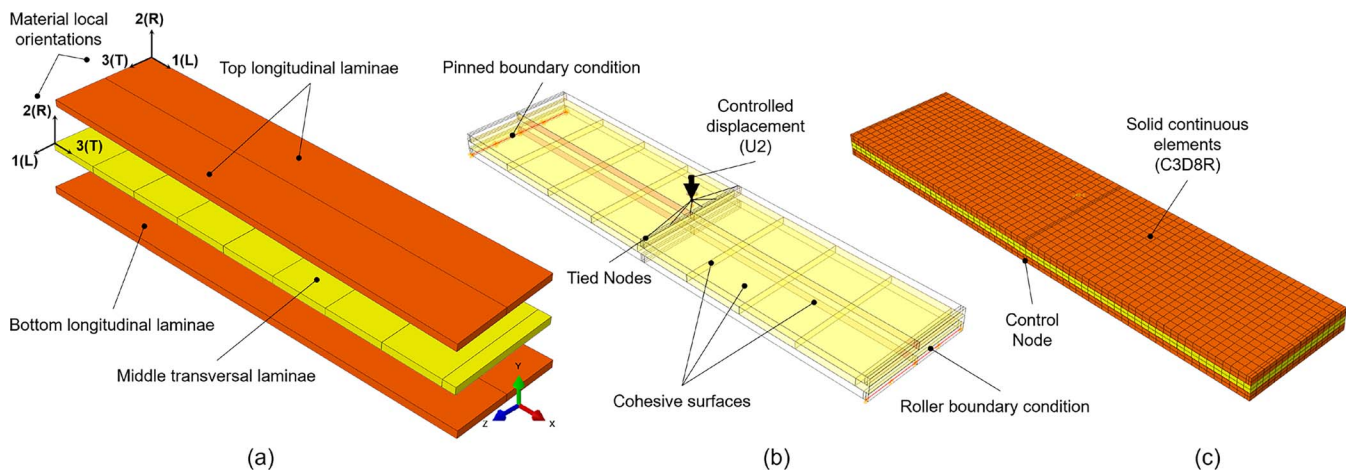 Material local
orientations
2(R)
3(T)
1(L)
Top longitudinal laminae
2(R)
1(L)
3(T)
Bottom longitudinal laminae
Middle transversal laminae
Y
Z
X
(a)
Pinned boundary condition
Controlled
displacement
(U2)
Tied Nodes
Cohesive surfaces
Roller boundary condition
(b)
Solid continuous
elements
(C3D8R)
Control
Node
(c)